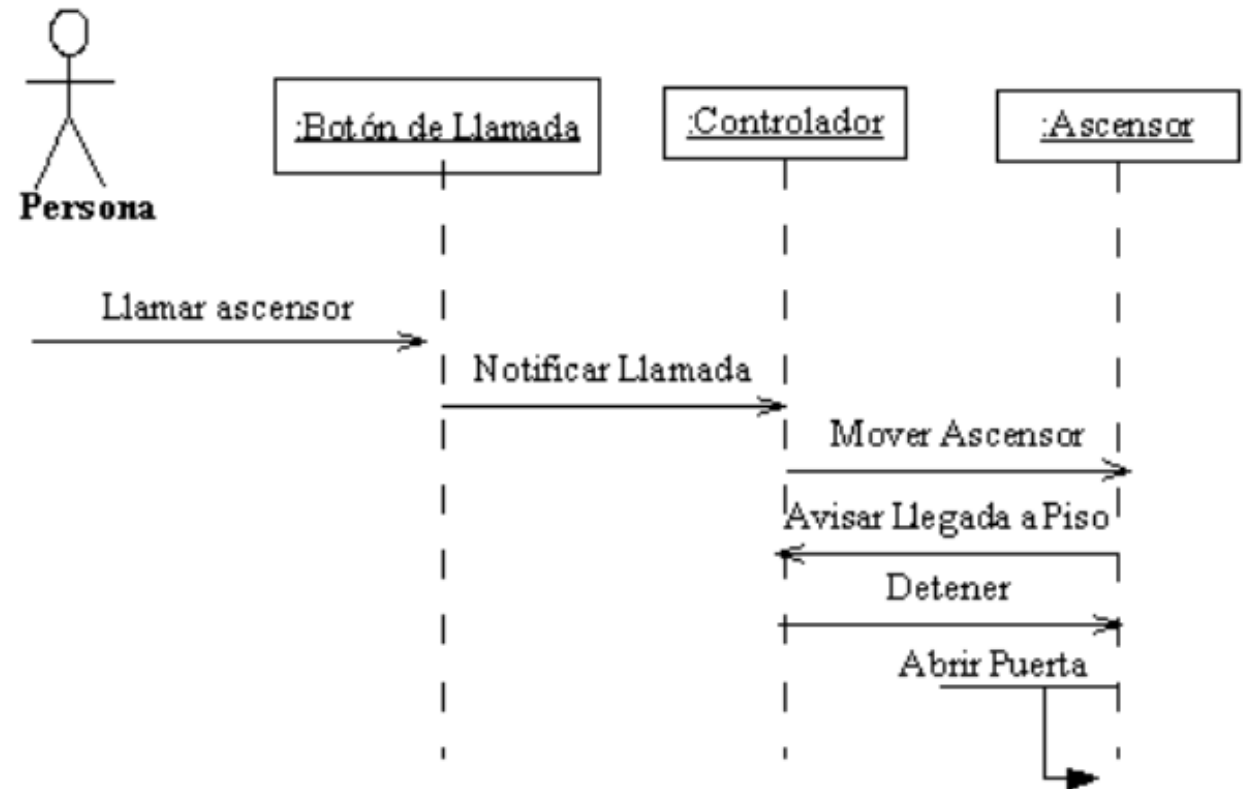 :Botón de Llamada
:Controlador
:Ascensor
Persona
Llamar ascensor
Notificar Llamada
Mover Ascensor
Avisar Llegada a Piso
Detener
Abrir Puerta